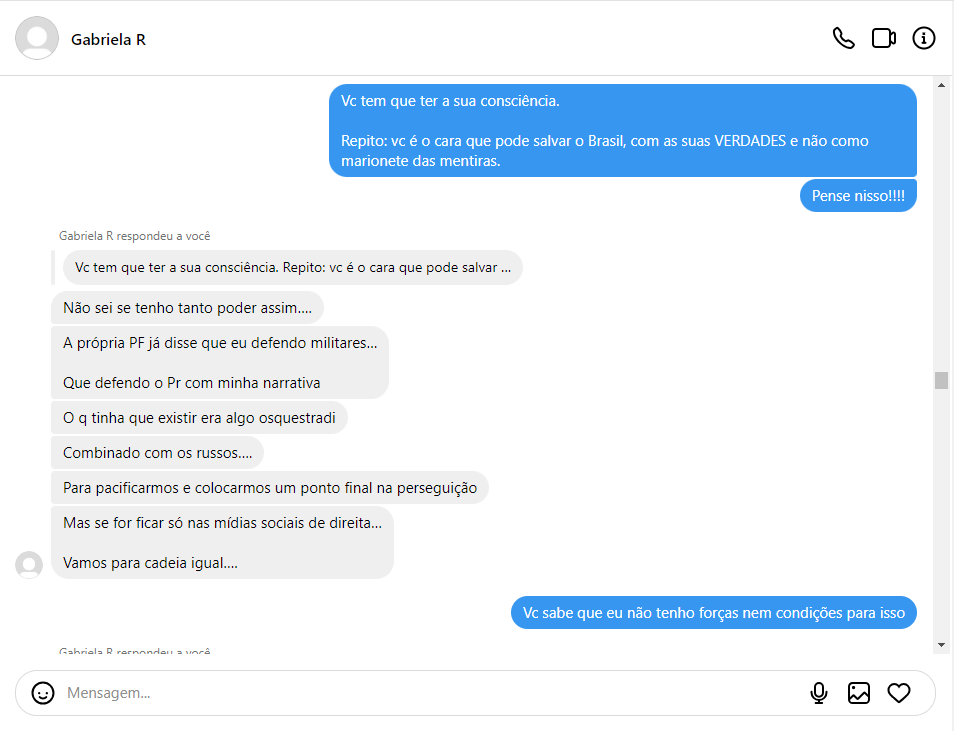 Gabriela R
Vc tem que ter a sua consciência.
Repito: vc é o cara que pode salvar o Brasil, com as suas VERDADES e não como
marionete das mentiras.
Pense nisso!!!!
Gabriela R respondeu a você
Vc tem que ter a sua consciência. Repito: vc é o cara que pode salvar ...
Não sei se tenho tanto poder assim....
A própria PF já disse que eu defendo militares...
Que defendo o Pr com minha narrativa
O q tinha que existir era algo osquestradi
Combinado com os russos....
Para pacificarmos e colocarmos um ponto final na perseguição
Mas se for ficar só nas mídias sociais de direita...
Vamos para cadeia igual....
Vc sabe que eu não tenho forças nem condições para isso
Gabriela R respondeu a você
Mensagem...